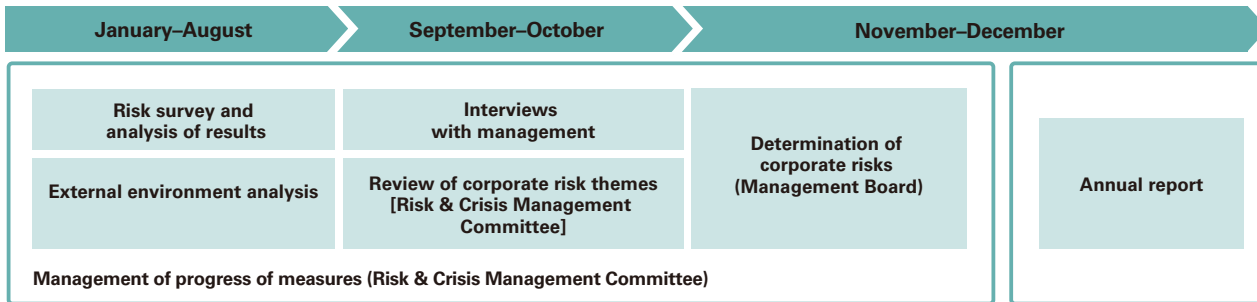 January–August
September–October
November–December
Risk survey and
analysis of results
External environment analysis
Interviews
with management
Review of corporate risk themes
[Risk & Crisis Management
Committee]
Determination of
corporate risks
(Management Board)
Annual report
Management of progress of measures (Risk & Crisis Management Committee)